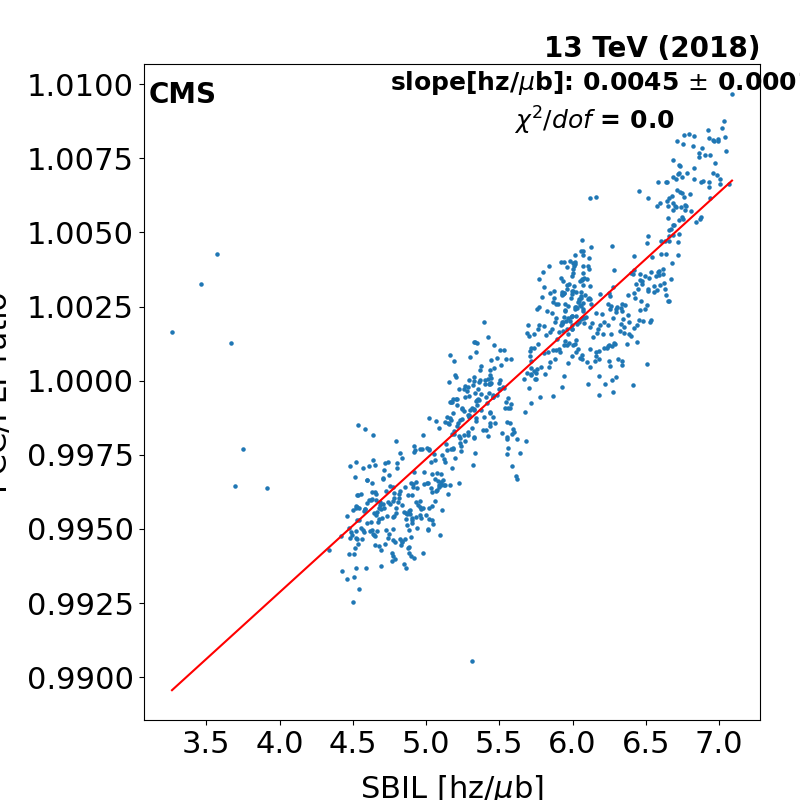 13 TeV (2018)
CMS
slope[hz/μb]: 0.0045 ± 0.000
χ²/dof = 0.0
1.0100
1.0075
1.0050
1.0025
1.0000
0.9975
0.9950
0.9925
0.9900
3.5 4.0 4.5 5.0 5.5 6.0 6.5 7.0
SBIL [hz/μb]